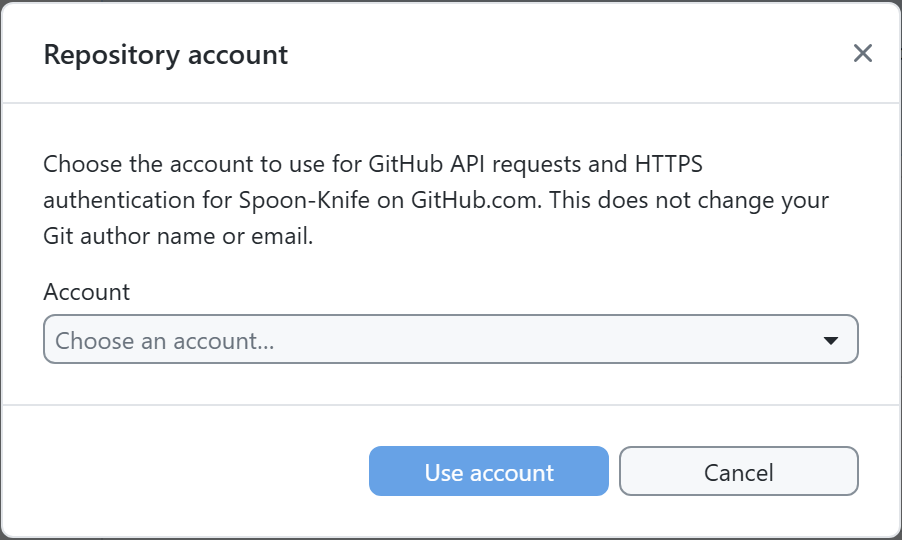 Repository account
Choose the account to use for GitHub API requests and HTTPS
authentication for Spoon-Knife on GitHub.com. This does not change your
Git author name or email.
Account
Choose an account...
Use account
Cancel